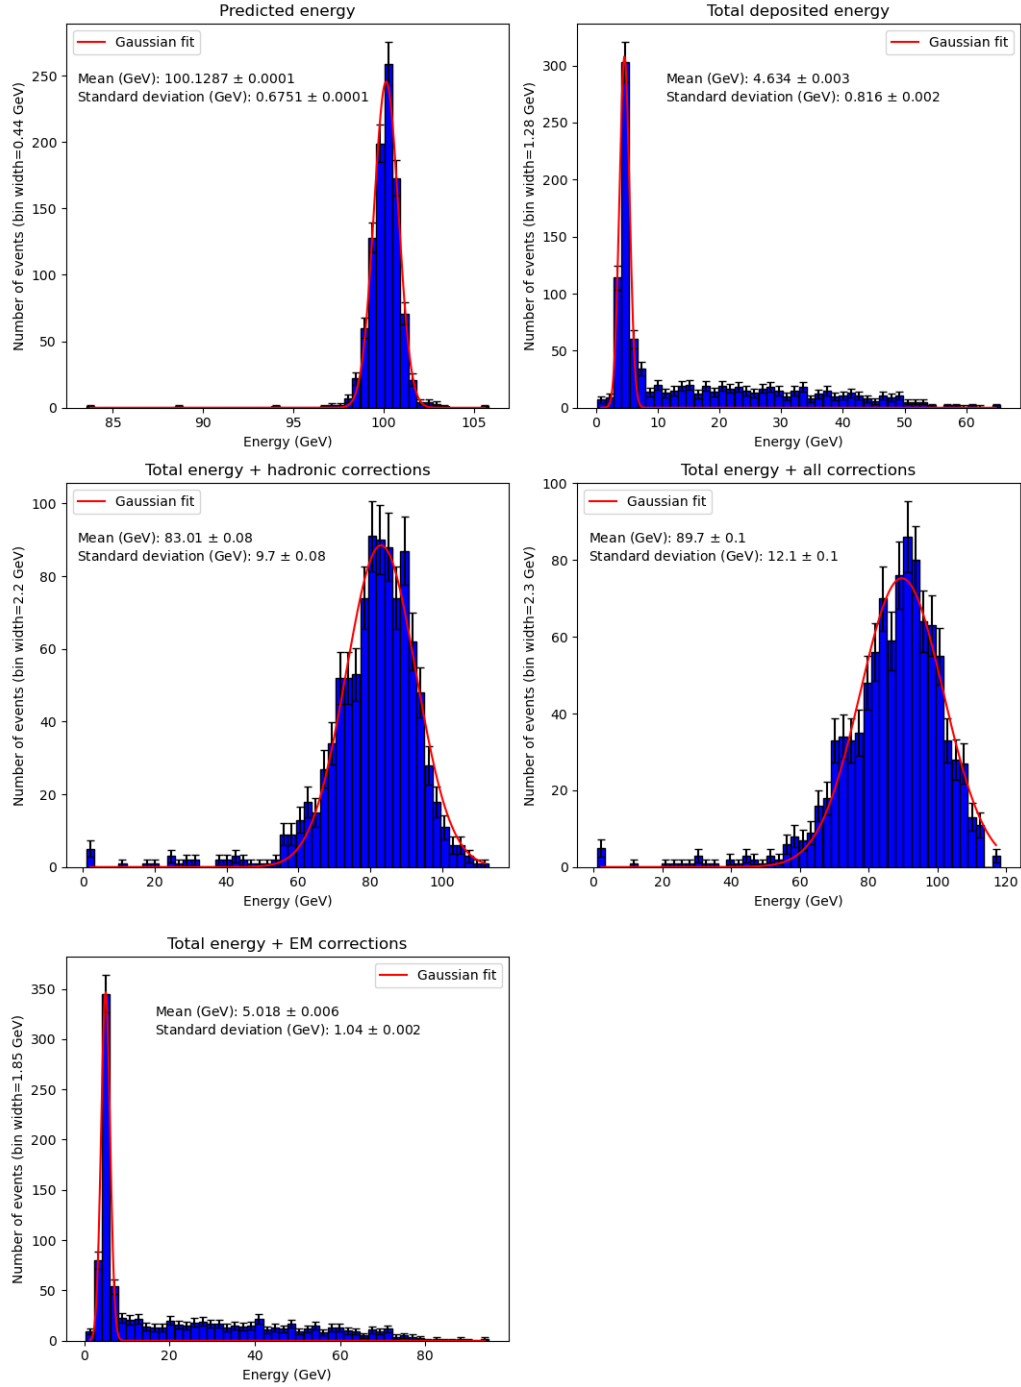 Predicted energy
Gaussian fit
Mean (GeV): 100.1287 ± 0.0001
Standard deviation (GeV): 0.6751 ± 0.0001
Number of events (bin width=0.44 GeV)
0
50
100
150
200
250
85
90
95
100
105
Energy (GeV)
Total deposited energy
Gaussian fit
Mean (GeV): 4.634 ± 0.003
Standard deviation (GeV): 0.816 ± 0.002
Number of events (bin width=1.28 GeV)
0
50
100
150
200
250
300
0
10
20
30
40
50
60
Energy (GeV)
Total energy + hadronic corrections
Gaussian fit
Mean (GeV): 83.01 ± 0.08
Standard deviation (GeV): 9.7 ± 0.08
Number of events (bin width=2.2 GeV)
0
20
40
60
80
100
0
20
40
60
80
100
Energy (GeV)
Total energy + all corrections
Gaussian fit
Mean (GeV): 89.7 ± 0.1
Standard deviation (GeV): 12.1 ± 0.1
Number of events (bin width=2.3 GeV)
0
20
40
60
80
100
0
20
40
60
80
100
120
Energy (GeV)
Total energy + EM corrections
Gaussian fit
Mean (GeV): 5.018 ± 0.006
Standard deviation (GeV): 1.04 ± 0.002
Number of events (bin width=1.85 GeV)
0
50
100
150
200
250
300
350
0
20
40
60
80
Energy (GeV)